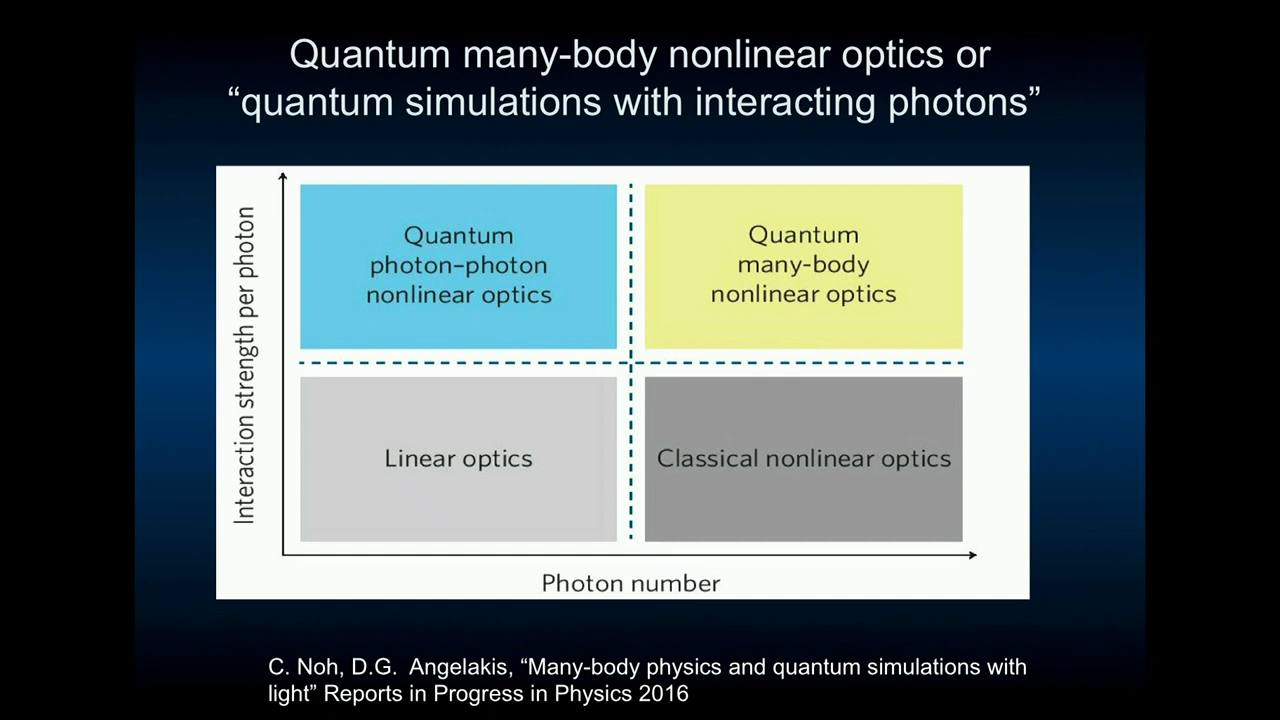 Quantum many-body nonlinear optics or
“quantum simulations with interacting photons”
Interaction strength per photon
Quantum
photon–photon
nonlinear optics
Quantum
many-body
nonlinear optics
Linear optics
Classical nonlinear optics
Photon number
C. Noh, D.G. Angelakis, “Many-body physics and quantum simulations with
light” Reports in Progress in Physics 2016